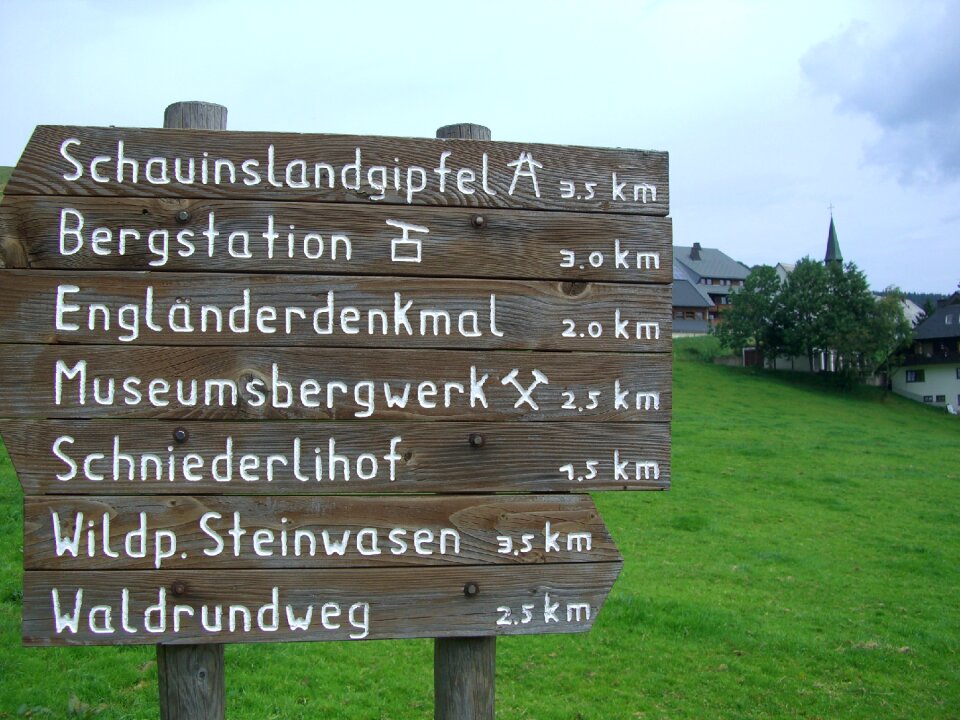 Schauinslandgipfel 3.5 km
Bergstation 3.0 km
Engländerdenkmal 2.0 km
Museumsbergwerk 2.5 km
Schniederlihof 1.5 km
Wildp. Steinwasen 3.5 km
Waldrundweg 2.5 km